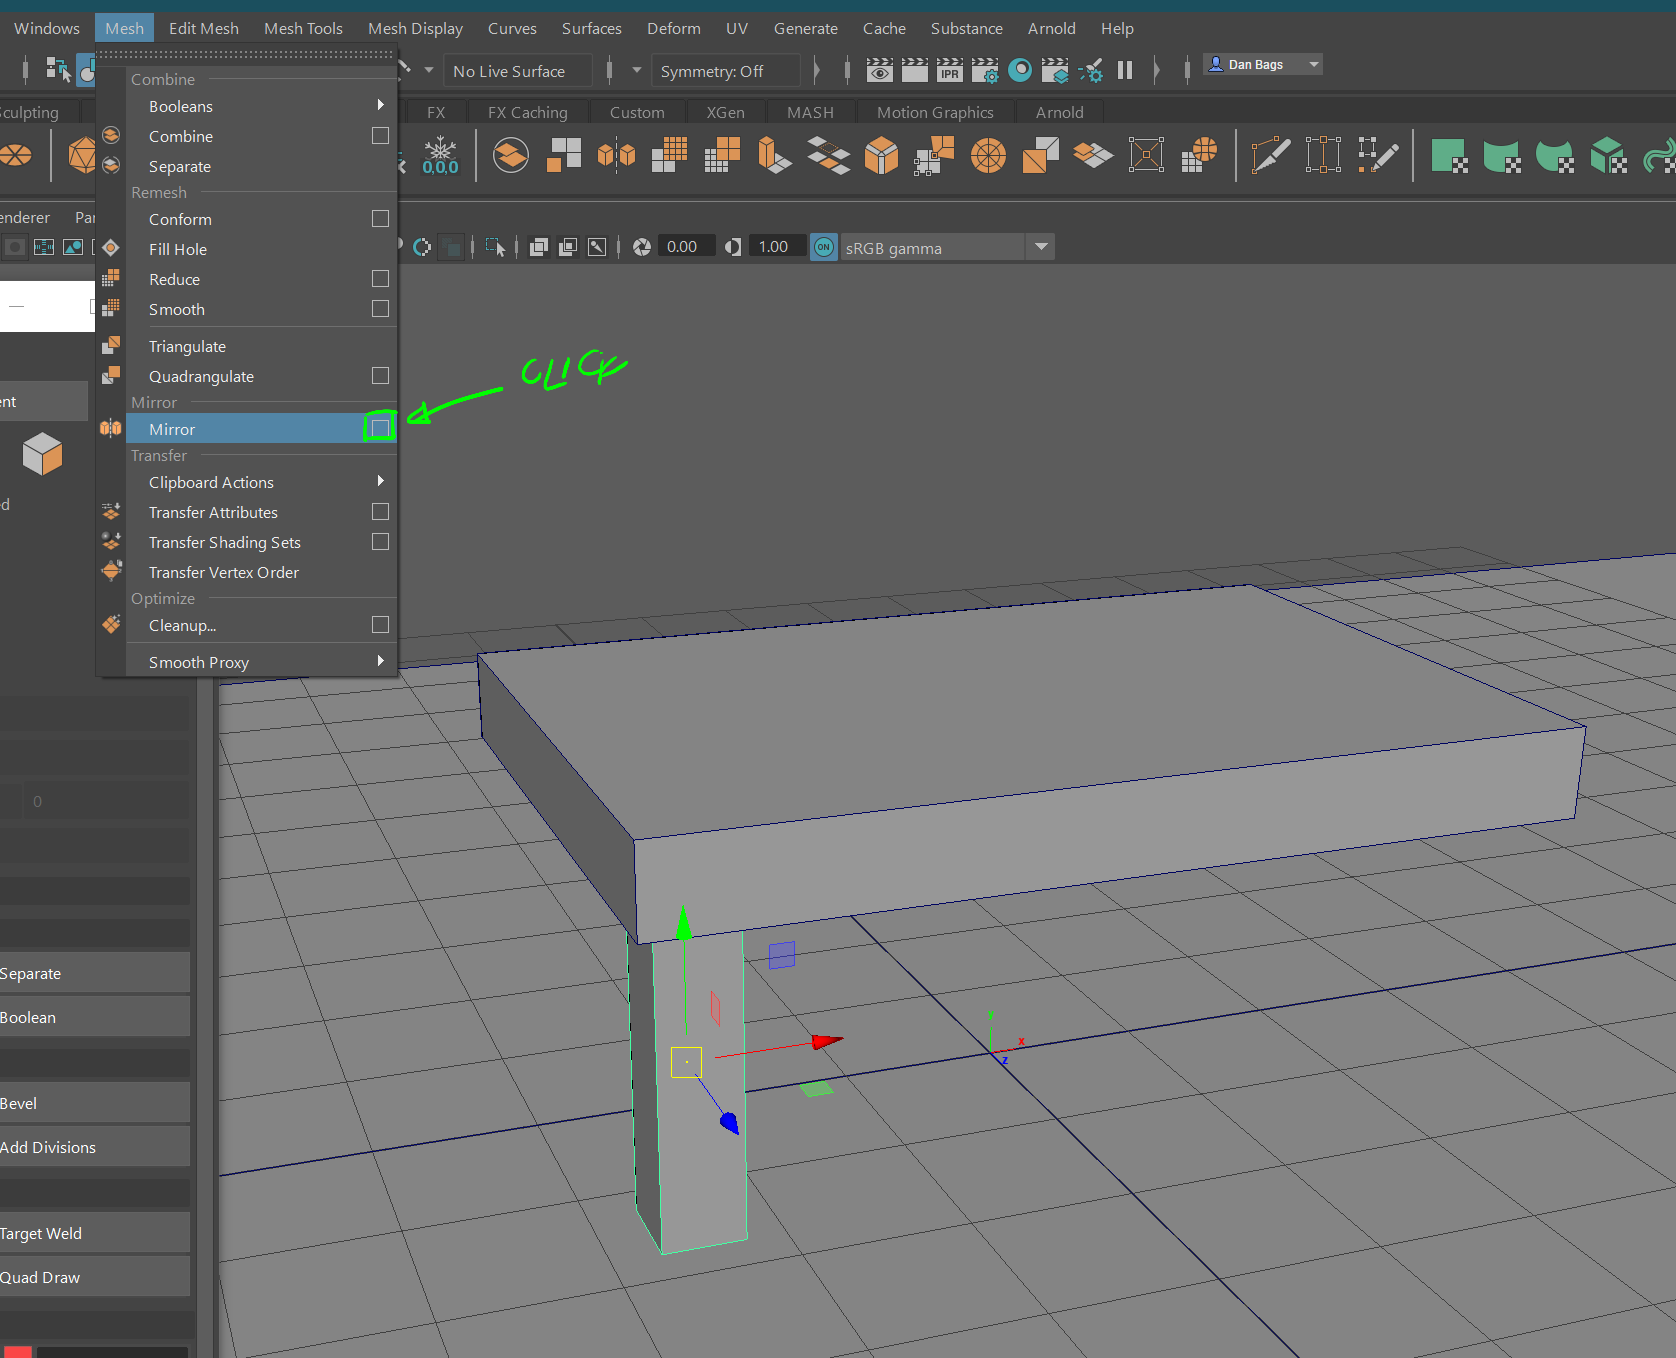 Windows Mesh Edit Mesh Mesh Tools Mesh Display Curves Surfaces Deform UV Generate Cache Substance Arnold Help
No Live Surface Symmetry: Off IPR Dan Bags
culpting FX FX Caching Custom XGen MASH Motion Graphics Arnold
0,0,0
enderer Pa
0.00 1.00 ON sRGB gamma
Combine
Booleans
Combine
Separate
Remesh
Conform
Fill Hole
Reduce
Smooth
Triangulate
Quadrangulate
Mirror
Mirror
Transfer
Clipboard Actions
Transfer Attributes
Transfer Shading Sets
Transfer Vertex Order
Optimize
Cleanup...
Smooth Proxy
CLICK
nt
d
0
Separate
Boolean
Bevel
Add Divisions
Target Weld
Quad Draw
y
x
z